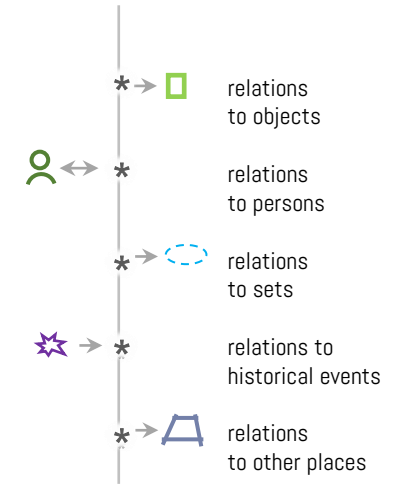 * relations
to objects
* relations
to persons
* relations
to sets
* relations to
historical events
* relations
to other places